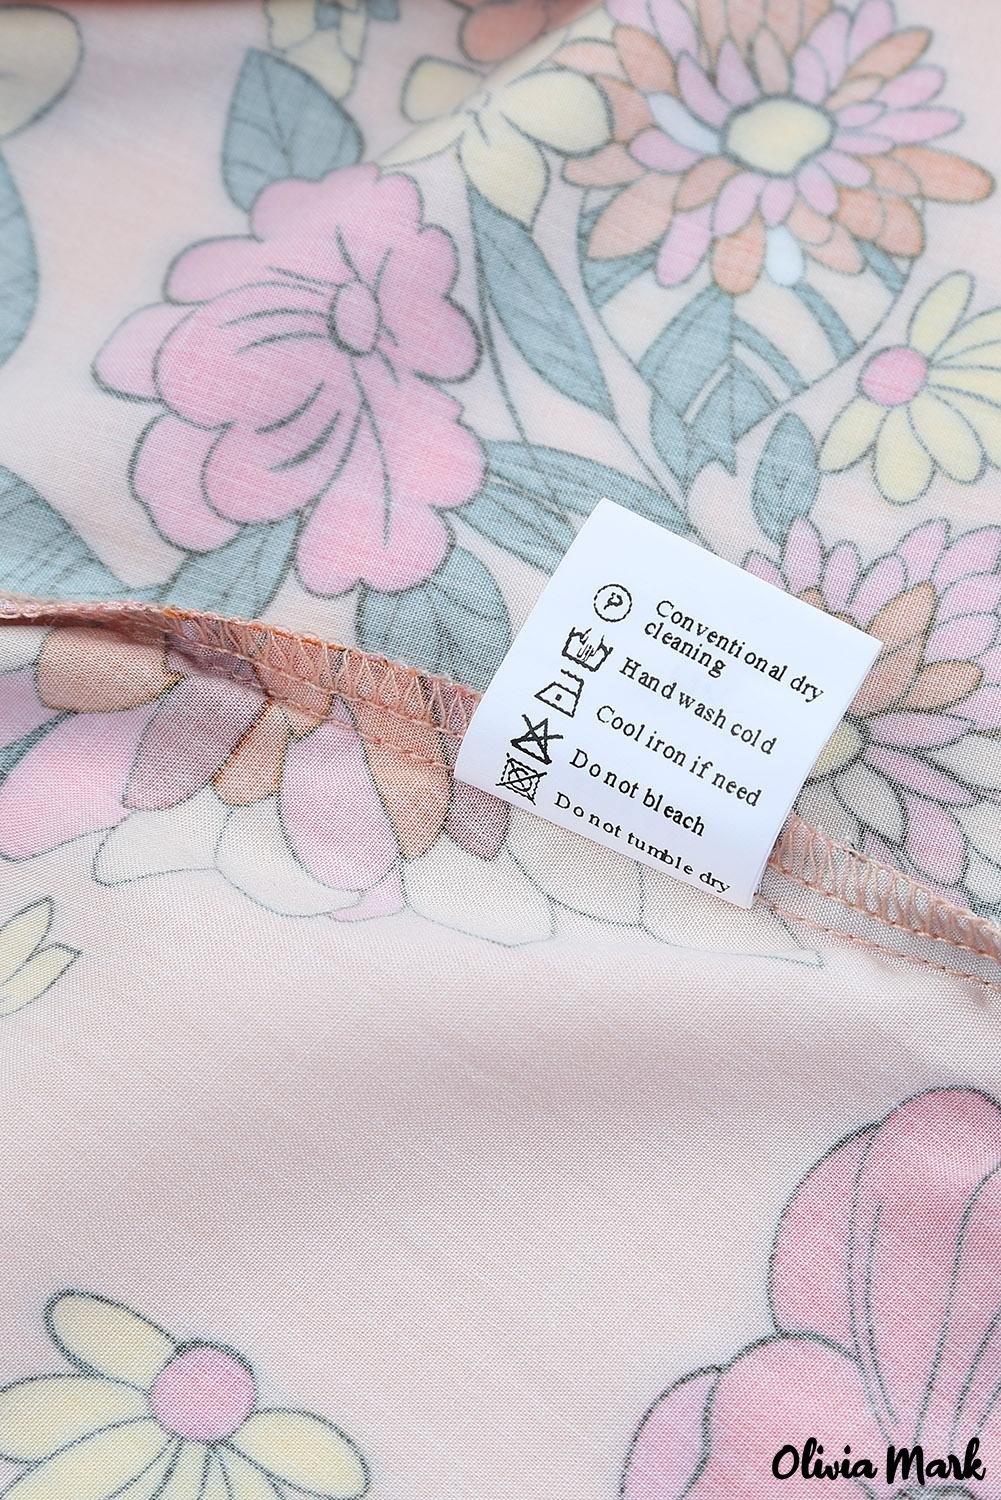 P
Conventional dry
cleaning
Hand wash cold
Cool iron if need
Do not bleach
Do not tumble dry
Olivia Mark